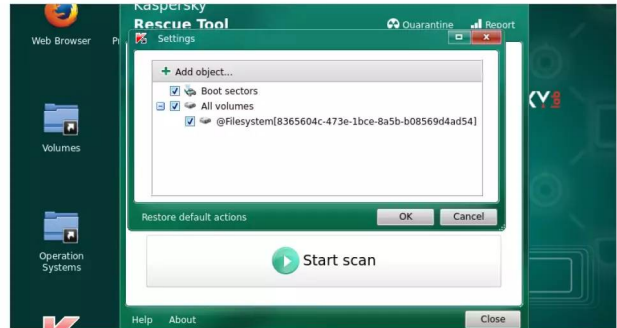 Kaspersky
Rescue Tool
Quarantine
Report
Web Browser
Settings
Add object...
Boot sectors
All volumes
@Filesystem[8365604c-473e-1bce-8a5b-b08569d4ad54]
Volumes
Restore default actions
OK
Cancel
Operation
Systems
Start scan
Help
About
Close